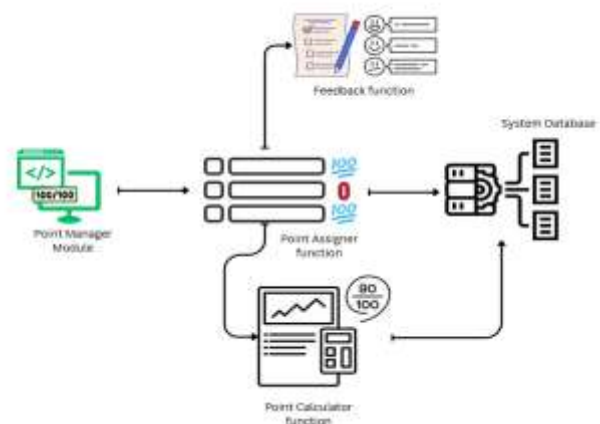 Feedback function
System Database
</>
100/100
100
0
100
Point Manager
Module
Point Assigner
function
90
100
Point Calculator
function